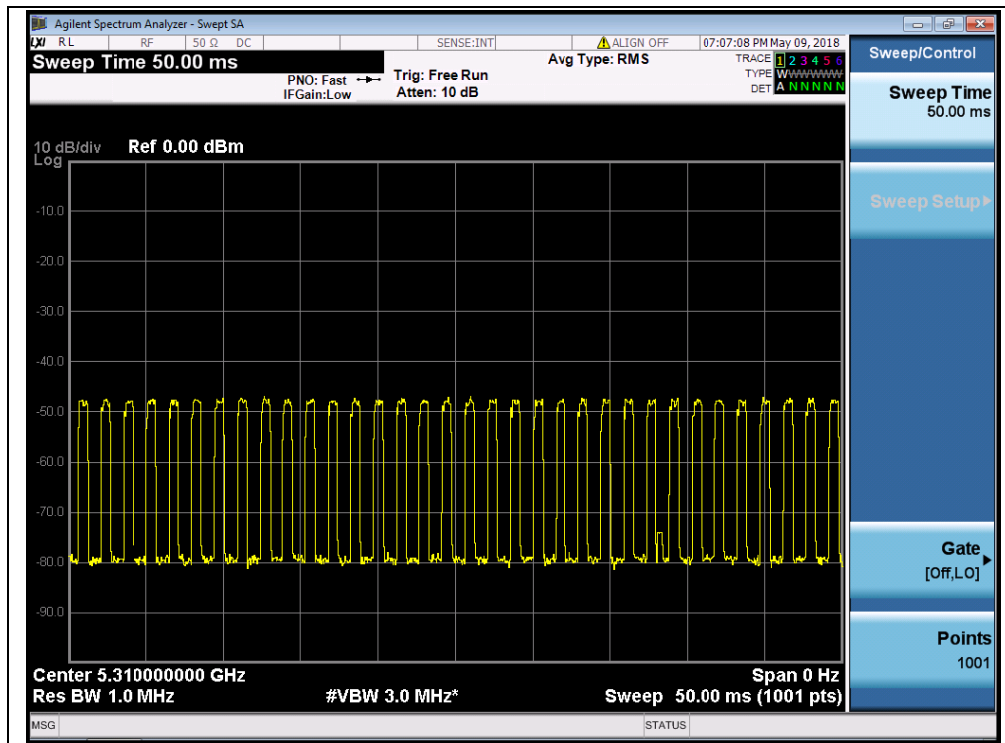 Agilent Spectrum Analyzer - Swept SA
LXI RL RF 50 Ω DC SENSE:INT ALIGN OFF 07:07:08 PM May 09, 2018
Sweep Time 50.00 ms
Avg Type: RMS
TRACE 1 2 3 4 5 6
TYPE WWWWWW
DET A N N N N N
PNO: Fast
IFGain:Low
Trig: Free Run
Atten: 10 dB
10 dB/div
Log
Ref 0.00 dBm
-10.0
-20.0
-30.0
-40.0
-50.0
-60.0
-70.0
-80.0
-90.0
Center 5.310000000 GHz
Span 0 Hz
Res BW 1.0 MHz
#VBW 3.0 MHz*
Sweep 50.00 ms (1001 pts)
MSG
STATUS
Sweep/Control
Sweep Time
50.00 ms
Sweep Setup
Gate
[Off,LO]
Points
1001